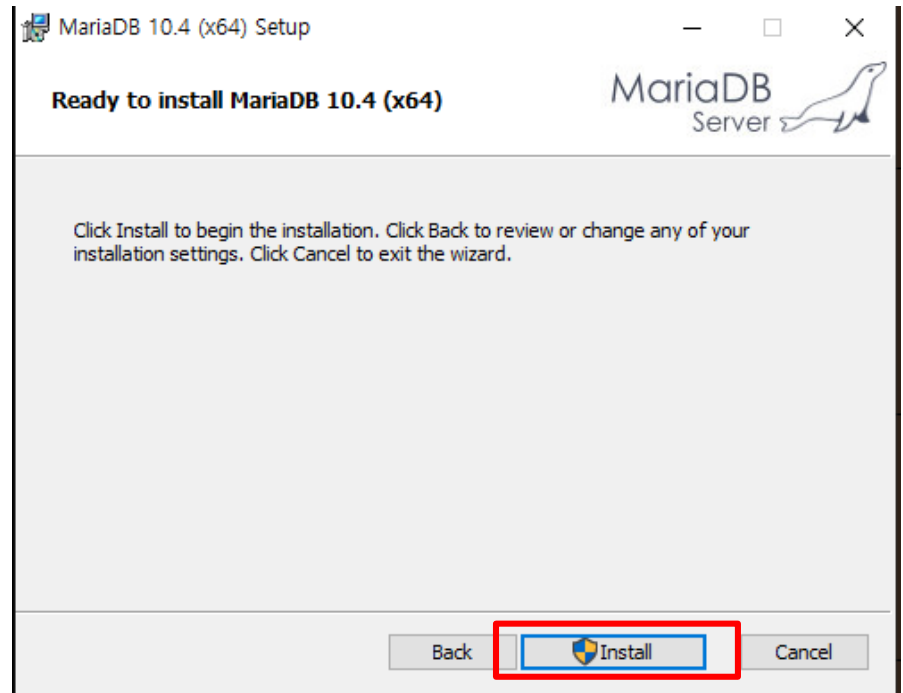 MariaDB 10.4 (x64) Setup
Ready to install MariaDB 10.4 (x64)
MariaDB
Server
Click Install to begin the installation. Click Back to review or change any of your
installation settings. Click Cancel to exit the wizard.
Back
Install
Cancel